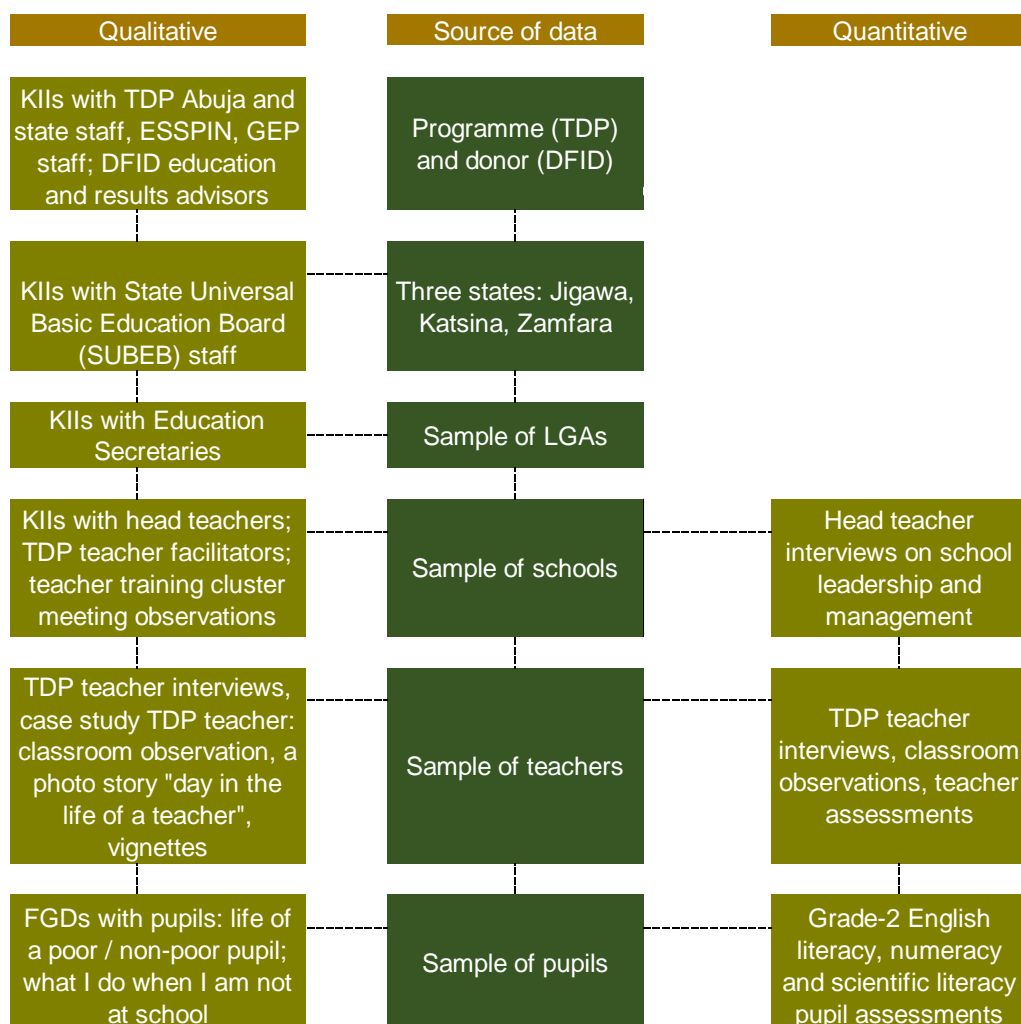 Qualitative
Source of data
Quantitative
KIIs with TDP Abuja and
state staff, ESSPIN, GEP
staff; DFID education
and results advisors
Programme (TDP)
and donor (DFID)
KIIs with State Universal
Basic Education Board
(SUBEB) staff
Three states: Jigawa,
Katsina, Zamfara
KIIs with Education
Secretaries
Sample of LGAs
KIIs with head teachers;
TDP teacher facilitators;
teacher training cluster
meeting observations
Sample of schools
Head teacher
interviews on school
leadership and
management
TDP teacher interviews,
case study TDP teacher:
classroom observation, a
photo story "day in the
life of a teacher",
vignettes
Sample of teachers
TDP teacher
interviews, classroom
observations, teacher
assessments
FGDs with pupils: life of
a poor / non-poor pupil;
what I do when I am not
at school
Sample of pupils
Grade-2 English
literacy, numeracy
and scientific literacy
pupil assessments